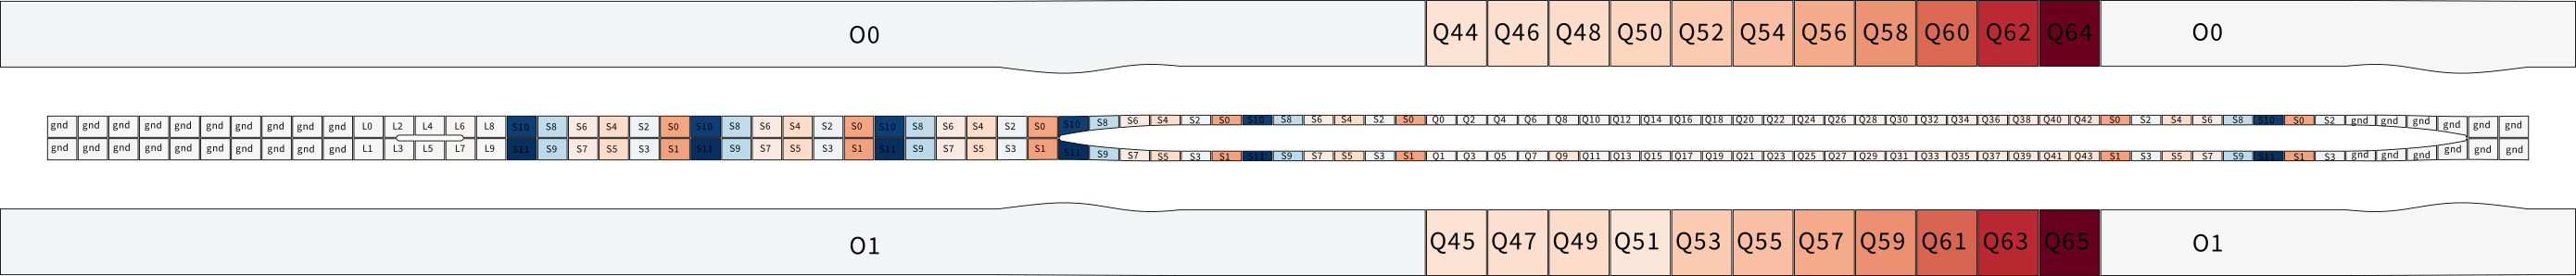 O0 Q44 Q46 Q48 Q50 Q52 Q54 Q56 Q58 Q60 Q62 Q64 O0
gnd gnd gnd gnd gnd gnd gnd gnd gnd gnd L0 L2 L4 L6 L8 S10 S8 S6 S4 S2 S0 S10 S8 S6 S4 S2 S0 S10 S8 S6 S4 S2 S0 S10 S8 S6 S4 S2 S0 S10 S8 S6 S4 S2 S0 Q0 Q2 Q4 Q6 Q8 Q10 Q12 Q14 Q16 Q18 Q20 Q22 Q24 Q26 Q28 Q30 Q32 Q34 Q36 Q38 Q40 Q42 S0 S2 S4 S6 S8 S10 S0 S2 gnd gnd gnd gnd gnd gnd
gnd gnd gnd gnd gnd gnd gnd gnd gnd gnd L1 L3 L5 L7 L9 S11 S9 S7 S5 S3 S1 S11 S9 S7 S5 S3 S1 S11 S9 S7 S5 S3 S1 S11 S9 S7 S5 S3 S1 S11 S9 S7 S5 S3 S1 Q1 Q3 Q5 Q7 Q9 Q11 Q13 Q15 Q17 Q19 Q21 Q23 Q25 Q27 Q29 Q31 Q33 Q35 Q37 Q39 Q41 Q43 S1 S3 S5 S7 S9 S11 S1 S3 gnd gnd gnd gnd gnd gnd
O1 Q45 Q47 Q49 Q51 Q53 Q55 Q57 Q59 Q61 Q63 Q65 O1